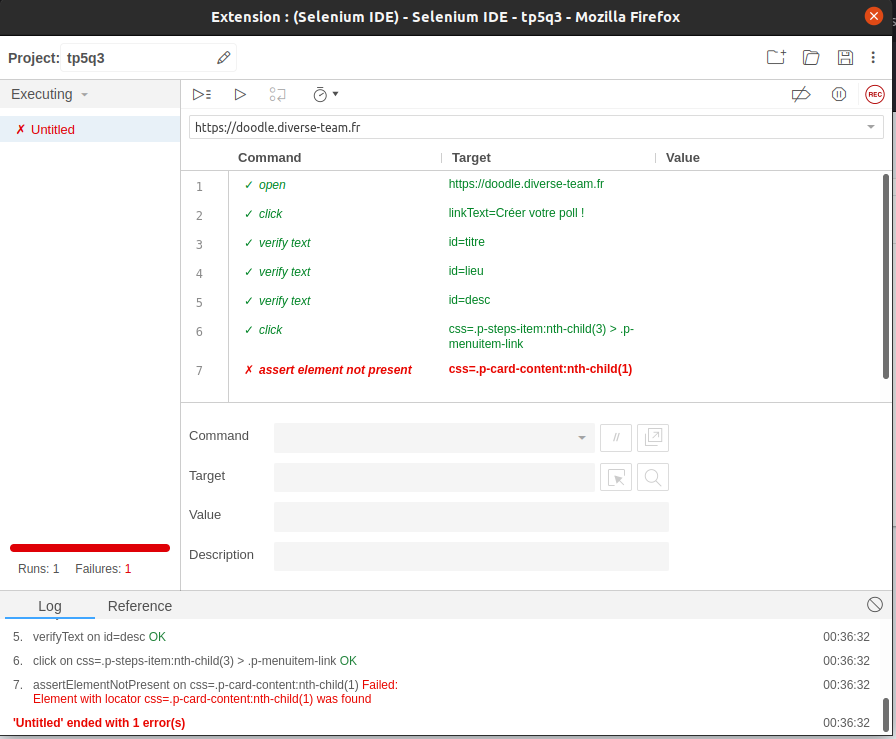 Extension : (Selenium IDE) - Selenium IDE - tp5q3 - Mozilla Firefox
Project: tp5q3
Executing
✗ Untitled
REC
https://doodle.diverse-team.fr
Command Target Value
1 ✓ open https://doodle.diverse-team.fr
2 ✓ click linkText=Créer votre poll !
3 ✓ verify text id=titre
4 ✓ verify text id=lieu
5 ✓ verify text id=desc
6 ✓ click css=.p-steps-item:nth-child(3) > .p-
menuitem-link
7 ✗ assert element not present css=.p-card-content:nth-child(1)
Command //
Target
Value
Description
Runs: 1 Failures: 1
Log Reference
5. verifyText on id=desc OK 00:36:32
6. click on css=.p-steps-item:nth-child(3) > .p-menuitem-link OK 00:36:32
7. assertElementNotPresent on css=.p-card-content:nth-child(1) Failed: 00:36:32
Element with locator css=.p-card-content:nth-child(1) was found
'Untitled' ended with 1 error(s) 00:36:32